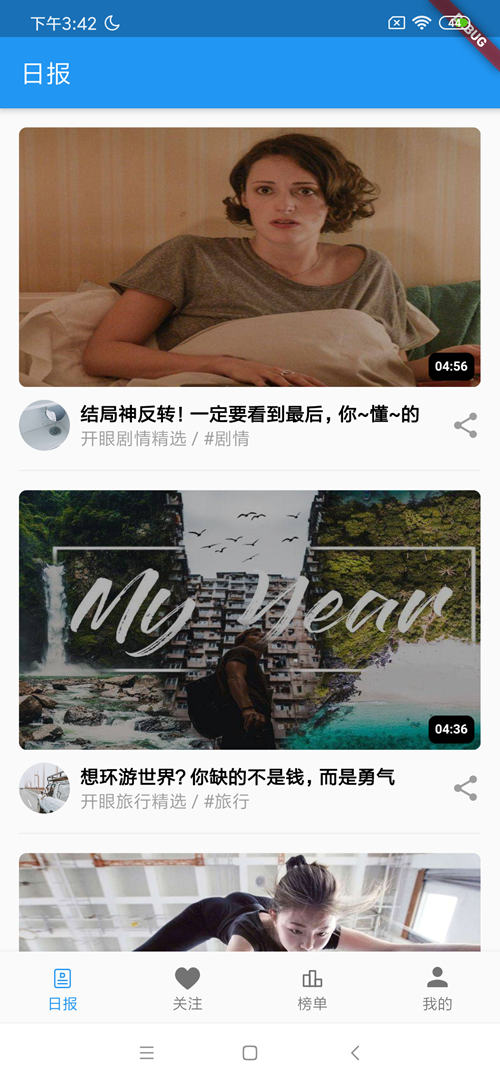 下午3:42
44
DEBUG
日报
04:56
结局神反转！一定要看到最后，你~懂~的
开眼剧情精选 / #剧情
My Year
04:36
想环游世界？你缺的不是钱，而是勇气
开眼旅行精选 / #旅行
日报
关注
榜单
我的